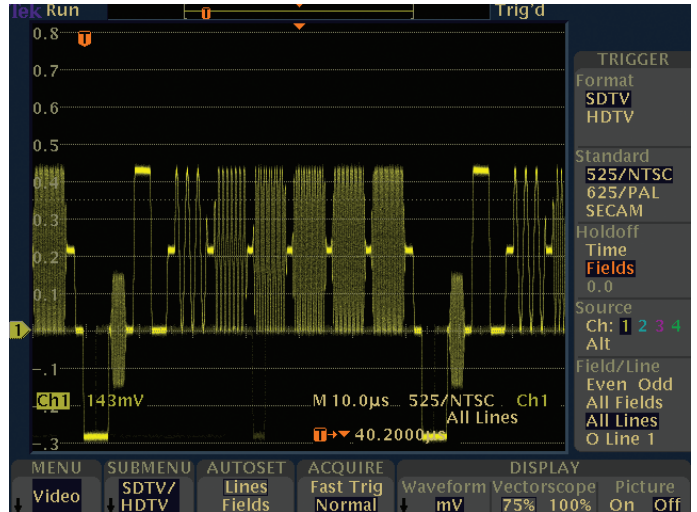 Tek Run Trig'd
T
T
0.8
0.7
0.6
0.5
0.4
0.3
0.2
0.1
1
-.1
-.3
Ch1 143mV M 10.0µs 525/NTSC Ch1
All Lines
T→▼ 40.2000µs
TRIGGER
Format
SDTV
HDTV
Standard
525/NTSC
625/PAL
SECAM
Holdoff
Time
Fields
0.0
Source
Ch: 1 2 3 4
Alt
Field/Line
Even Odd
All Fields
All Lines
O Line 1
MENU SUBMENU AUTOSET ACQUIRE DISPLAY
Video SDTV/ HDTV Lines Fields Fast Trig Normal Waveform mV Vectorscope 75% 100% Picture On Off